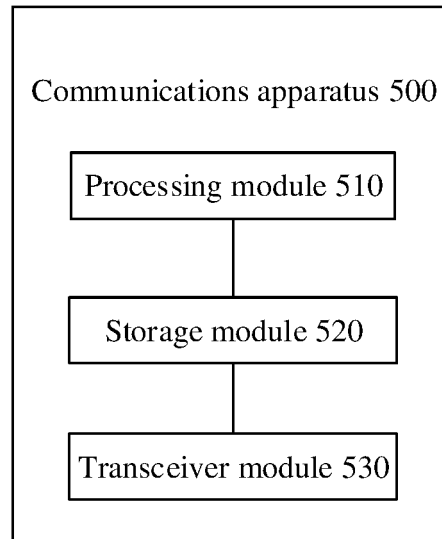 Communications apparatus 500
Processing module 510
Storage module 520
Transceiver module 530